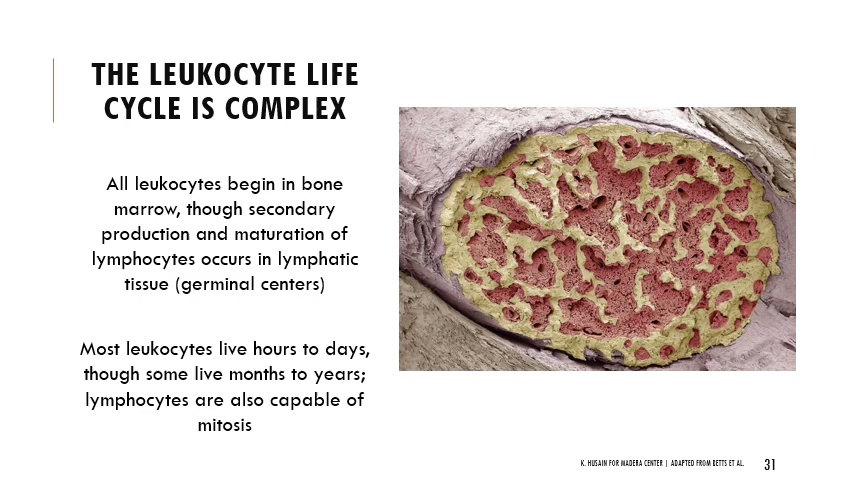 THE LEUKOCYTE LIFE
CYCLE IS COMPLEX
All leukocytes begin in bone
marrow, though secondary
production and maturation of
lymphocytes occurs in lymphatic
tissue (germinal centers)
Most leukocytes live hours to days,
though some live months to years;
lymphocytes are also capable of
mitosis
K. HUSAIN FOR MADERA CENTER | ADAPTED FROM BETTS ET AL.
31